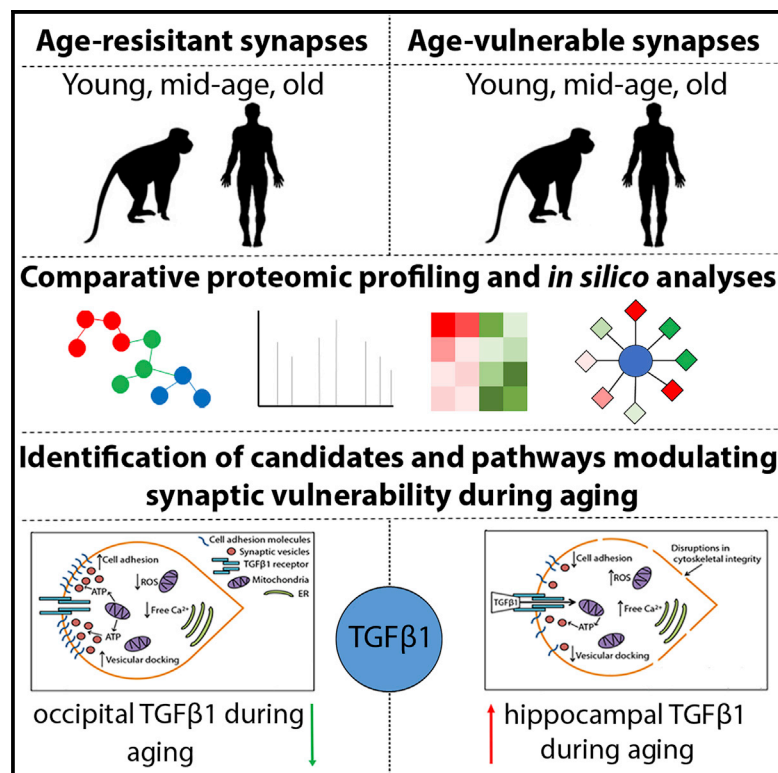 Age-resisitant synapses
Age-vulnerable synapses
Young, mid-age, old
Young, mid-age, old
Comparative proteomic profiling and in silico analyses
Identification of candidates and pathways modulating
synaptic vulnerability during aging
Cell adhesion molecules
Synaptic vesicles
TGFβ1 receptor
Mitochondria
ER
↑Cell adhesion
↓ROS
ATP
↓Free Ca²⁺
ATP
↑Vesicular docking
TGFβ1
Disruptions in
cytoskeletal integrity
↓Cell adhesion
↑ROS
TGFβ1
↑Free Ca²⁺
ATP
↓Vesicular docking
occipital TGFβ1 during
aging
↓
↑
hippocampal TGFβ1
during aging